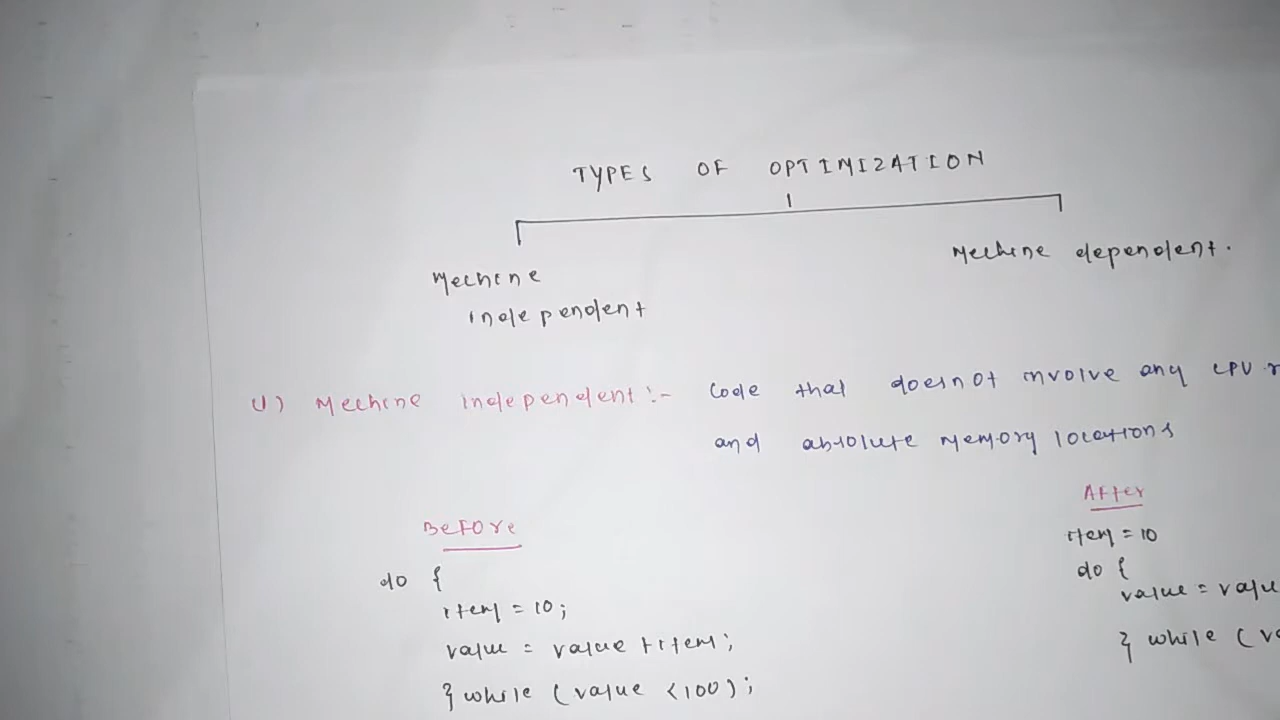 TYPES OF OPTIMIZATION
Mechine dependent.
Mechine
independent
(1) Mechine independent :- Code that doesnot involve any CPU
and absolute memory locations
Before
After
do {
item = 10;
value = value + item;
} while (value <100);
item = 10
do {
value =
} while (